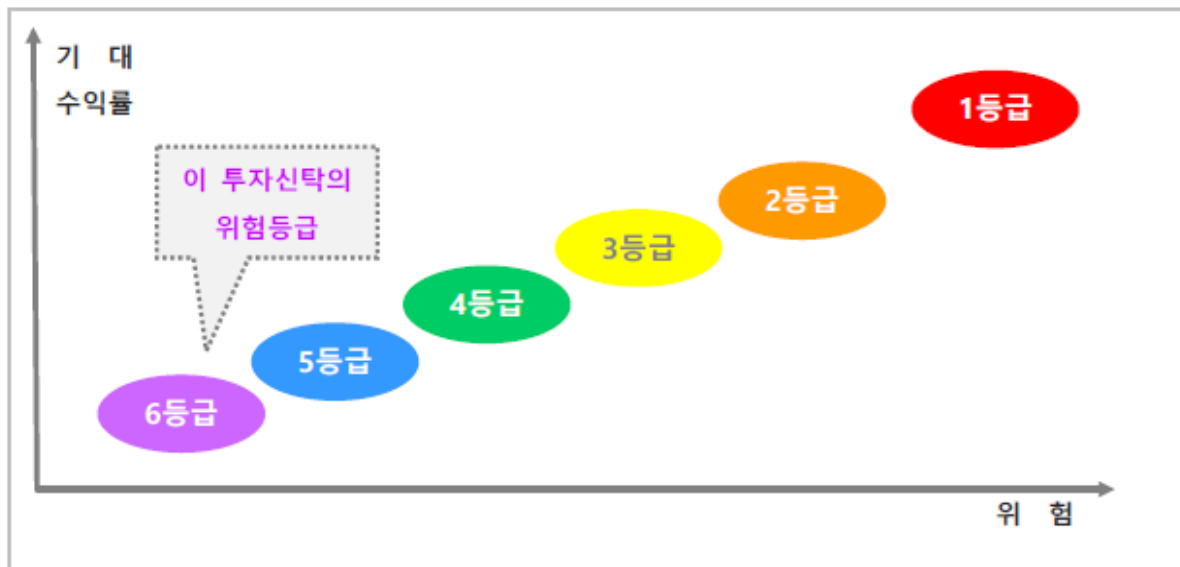 기 대
수익률
1등급
이 투자신탁의
위험등급
2등급
3등급
4등급
5등급
6등급
위 험